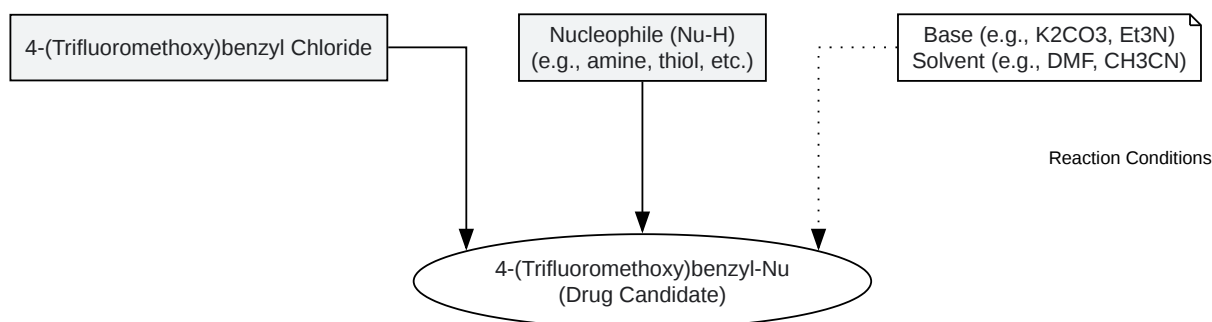 4-(Trifluoromethoxy)benzyl Chloride
Nucleophile (Nu-H)
(e.g., amine, thiol, etc.)
Base (e.g., K2CO3, Et3N)
Solvent (e.g., DMF, CH3CN)
Reaction Conditions
4-(Trifluoromethoxy)benzyl-Nu
(Drug Candidate)